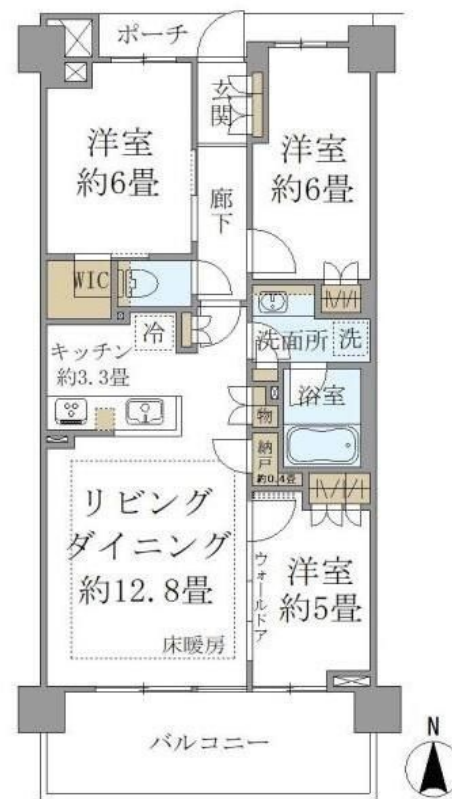 ポーチ
玄関
洋室
約6畳
洋室
約6畳
廊下
WIC
冷
洗面所
洗
キッチン
約3.3畳
浴室
物
納戸
約0.4畳
リビング
ダイニング
約12.8畳
床暖房
ウォールドア
洋室
約5畳
バルコニー
N